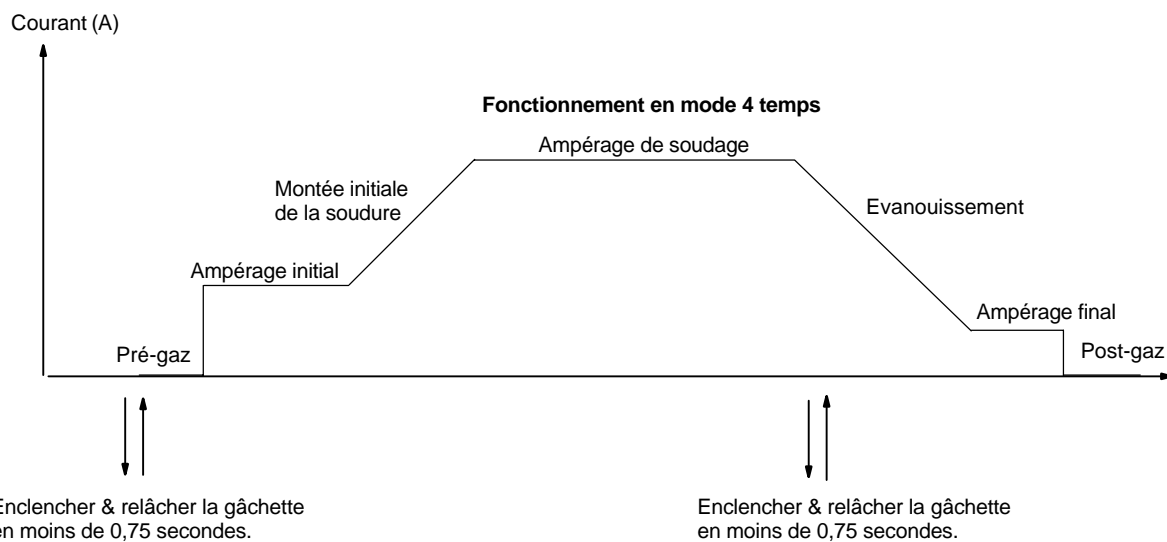 Courant (A)
Fonctionnement en mode 4 temps
Ampérage de soudage
Montée initiale
de la soudure
Evanouissement
Ampérage initial
Ampérage final
Pré-gaz
Post-gaz
Enclencher & relâcher la gâchette
en moins de 0,75 secondes.
Enclencher & relâcher la gâchette
en moins de 0,75 secondes.